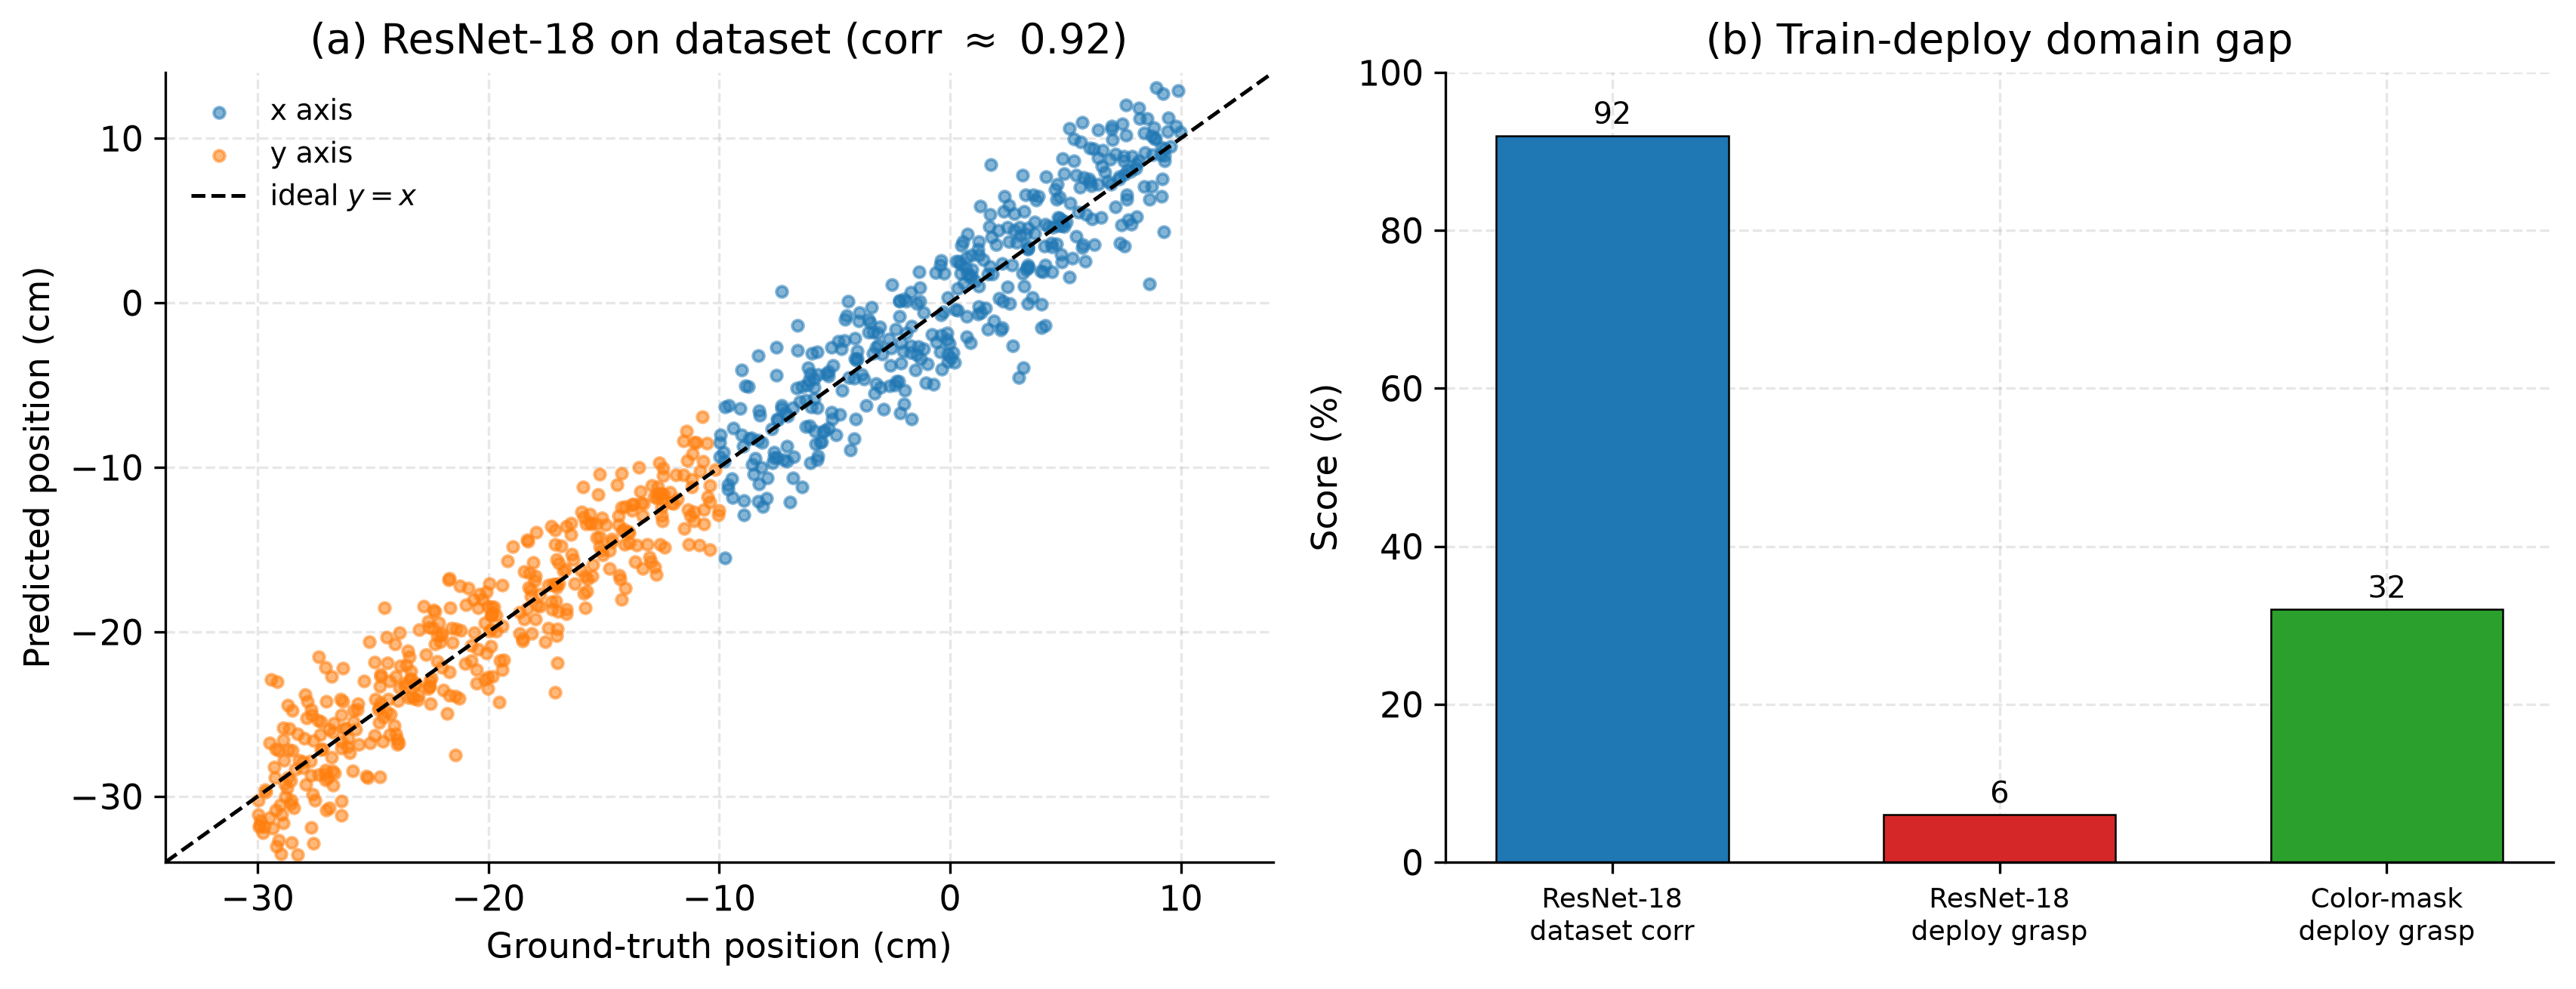 (a) ResNet-18 on dataset (corr ≈ 0.92)
x axis
y axis
ideal y = x
10
0
−10
−20
−30
Predicted position (cm)
−30
−20
−10
0
10
Ground-truth position (cm)
(b) Train-deploy domain gap
100
80
60
40
20
0
Score (%)
92
6
32
ResNet-18
dataset corr
ResNet-18
deploy grasp
Color-mask
deploy grasp